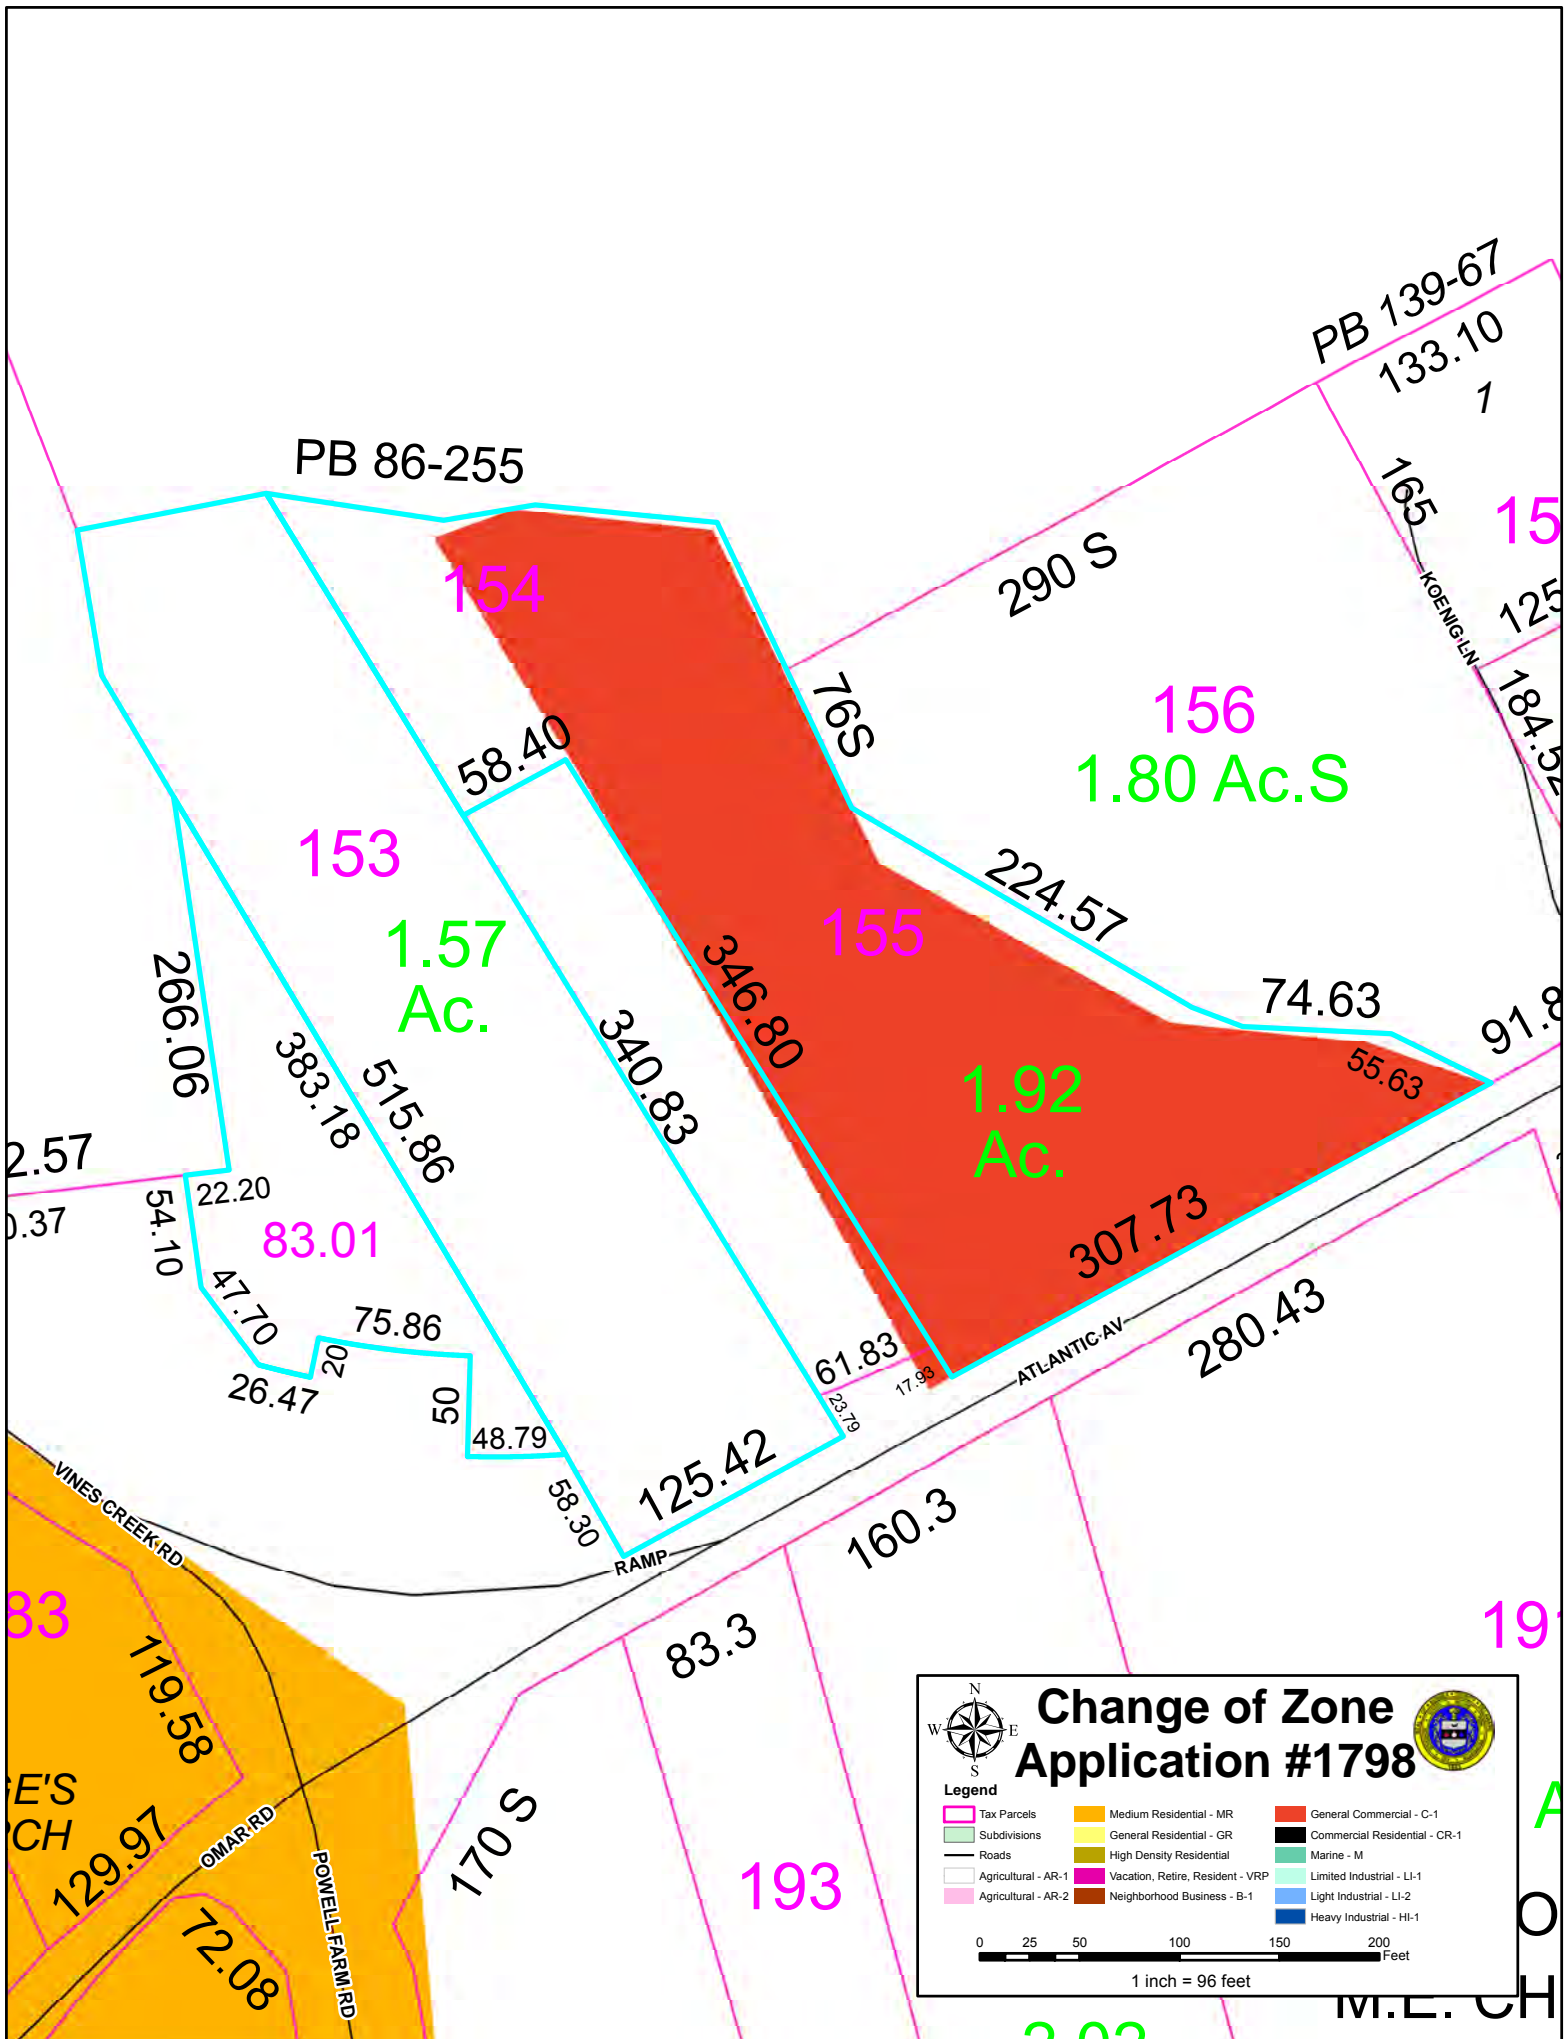 PB 139-67
133.10
1
PB 86-255
165
15
290 S
KOENIG LN
125
154
76S
156
184.52
58.40
1.80 Ac.S
153
224.57
155
1.57
Ac.
346.80
266.06
74.63
91.8
340.83
55.63
383.18
515.86
1.92
Ac.
2.57
22.20
0.37
54.10
83.01
307.73
47.70
75.86
280.43
20
61.83
ATLANTIC AV
26.47
17.93
50
23.79
48.79
125.42
VINES CREEK RD
58.30
160.3
RAMP
83
83.3
191
119.58
GE'S
RCH
129.97
OMAR RD
170 S
193
POWELL FARM RD
72.08
N
W
E
S
Change of Zone
Application #1798
Legend
Tax Parcels
Subdivisions
Roads
Agricultural - AR-1
Agricultural - AR-2
Medium Residential - MR
General Residential - GR
High Density Residential
Vacation, Retire, Resident - VRP
Neighborhood Business - B-1
General Commercial - C-1
Commercial Residential - CR-1
Marine - M
Limited Industrial - LI-1
Light Industrial - LI-2
Heavy Industrial - HI-1
0 25 50 100 150 200
Feet
1 inch = 96 feet
A
O
M.E. CH